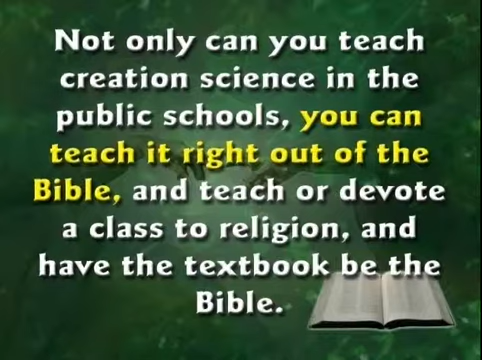 Not only can you teach
creation science in the
public schools, you can
teach it right out of the
Bible, and teach or devote
a class to religion, and
have the textbook be the
Bible.